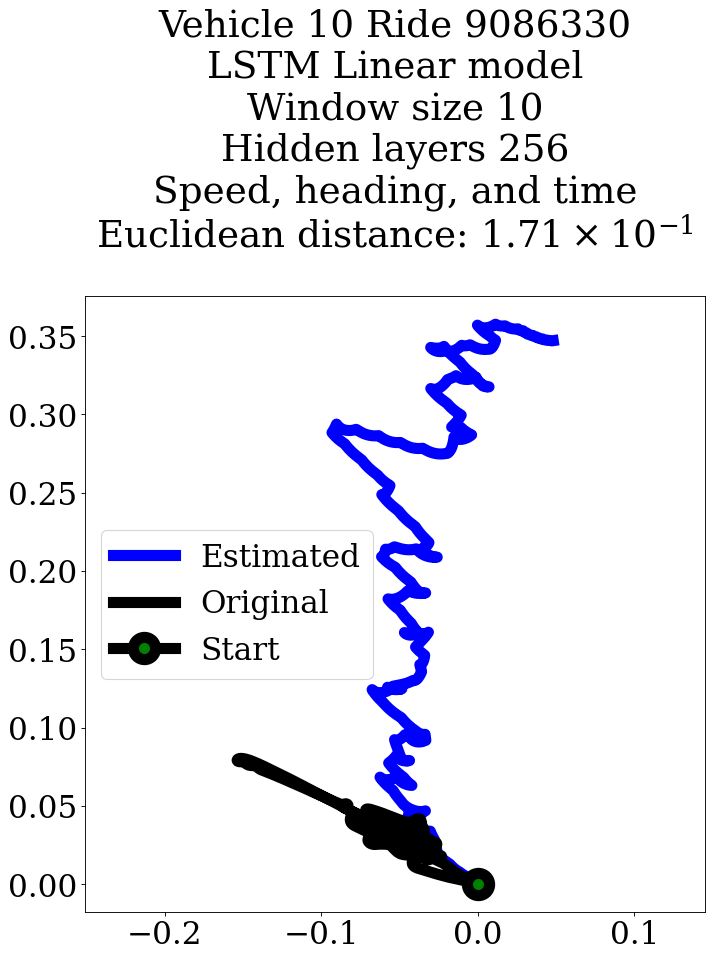 Vehicle 10 Ride 9086330
LSTM Linear model
Window size 10
Hidden layers 256
Speed, heading, and time
Euclidean distance: 1.71 × 10⁻¹
0.35
0.30
0.25
0.20
0.15
0.10
0.05
0.00
Estimated
Original
Start
−0.2 −0.1 0.0 0.1